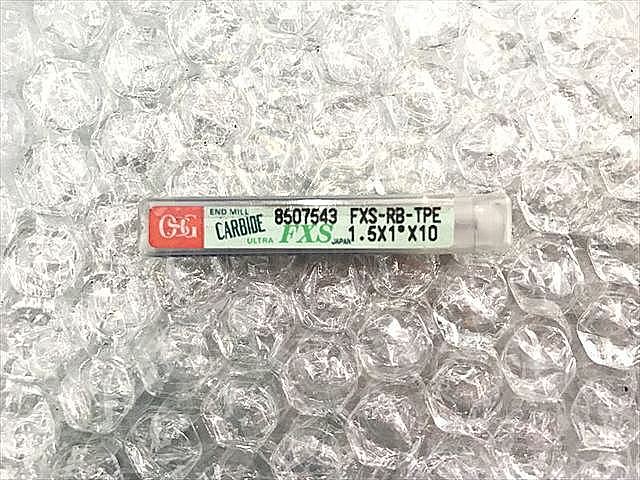 OSG
END MILL
CARBIDE
ULTRA FXS JAPAN
8507543 FXS-RB-TPE
1.5X1°X10